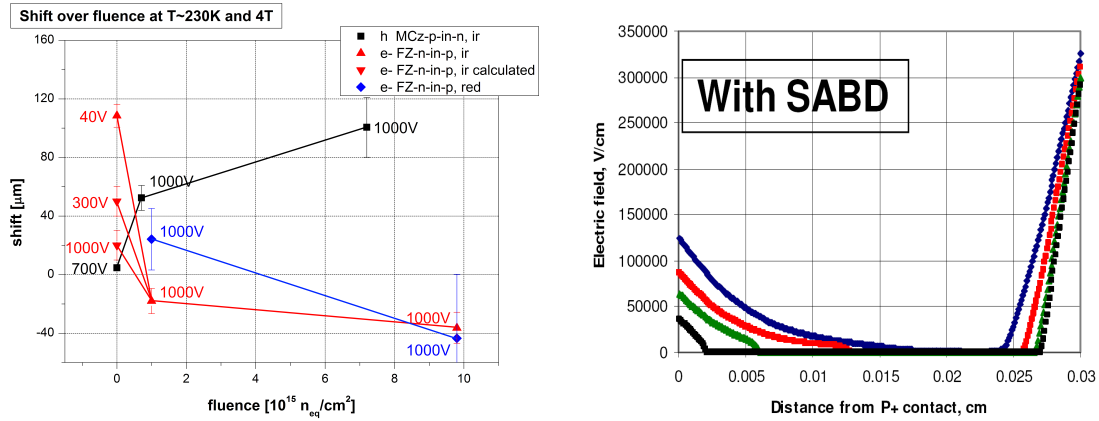 Shift over fluence at T~230K and 4T
h MCz-p-in-n, ir
e- FZ-n-in-p, ir
e- FZ-n-in-p, ir calculated
e- FZ-n-in-p, red
160
120
80
40
0
−40
shift [µm]
40V
300V
1000V
700V
1000V
1000V
1000V
1000V
1000V
1000V
0
2
4
6
8
10
fluence [10^15 n_eq/cm^2]
With SABD
350000
300000
250000
200000
150000
100000
50000
0
Electric field, V/cm
0
0.005
0.01
0.015
0.02
0.025
0.03
Distance from P+ contact, cm